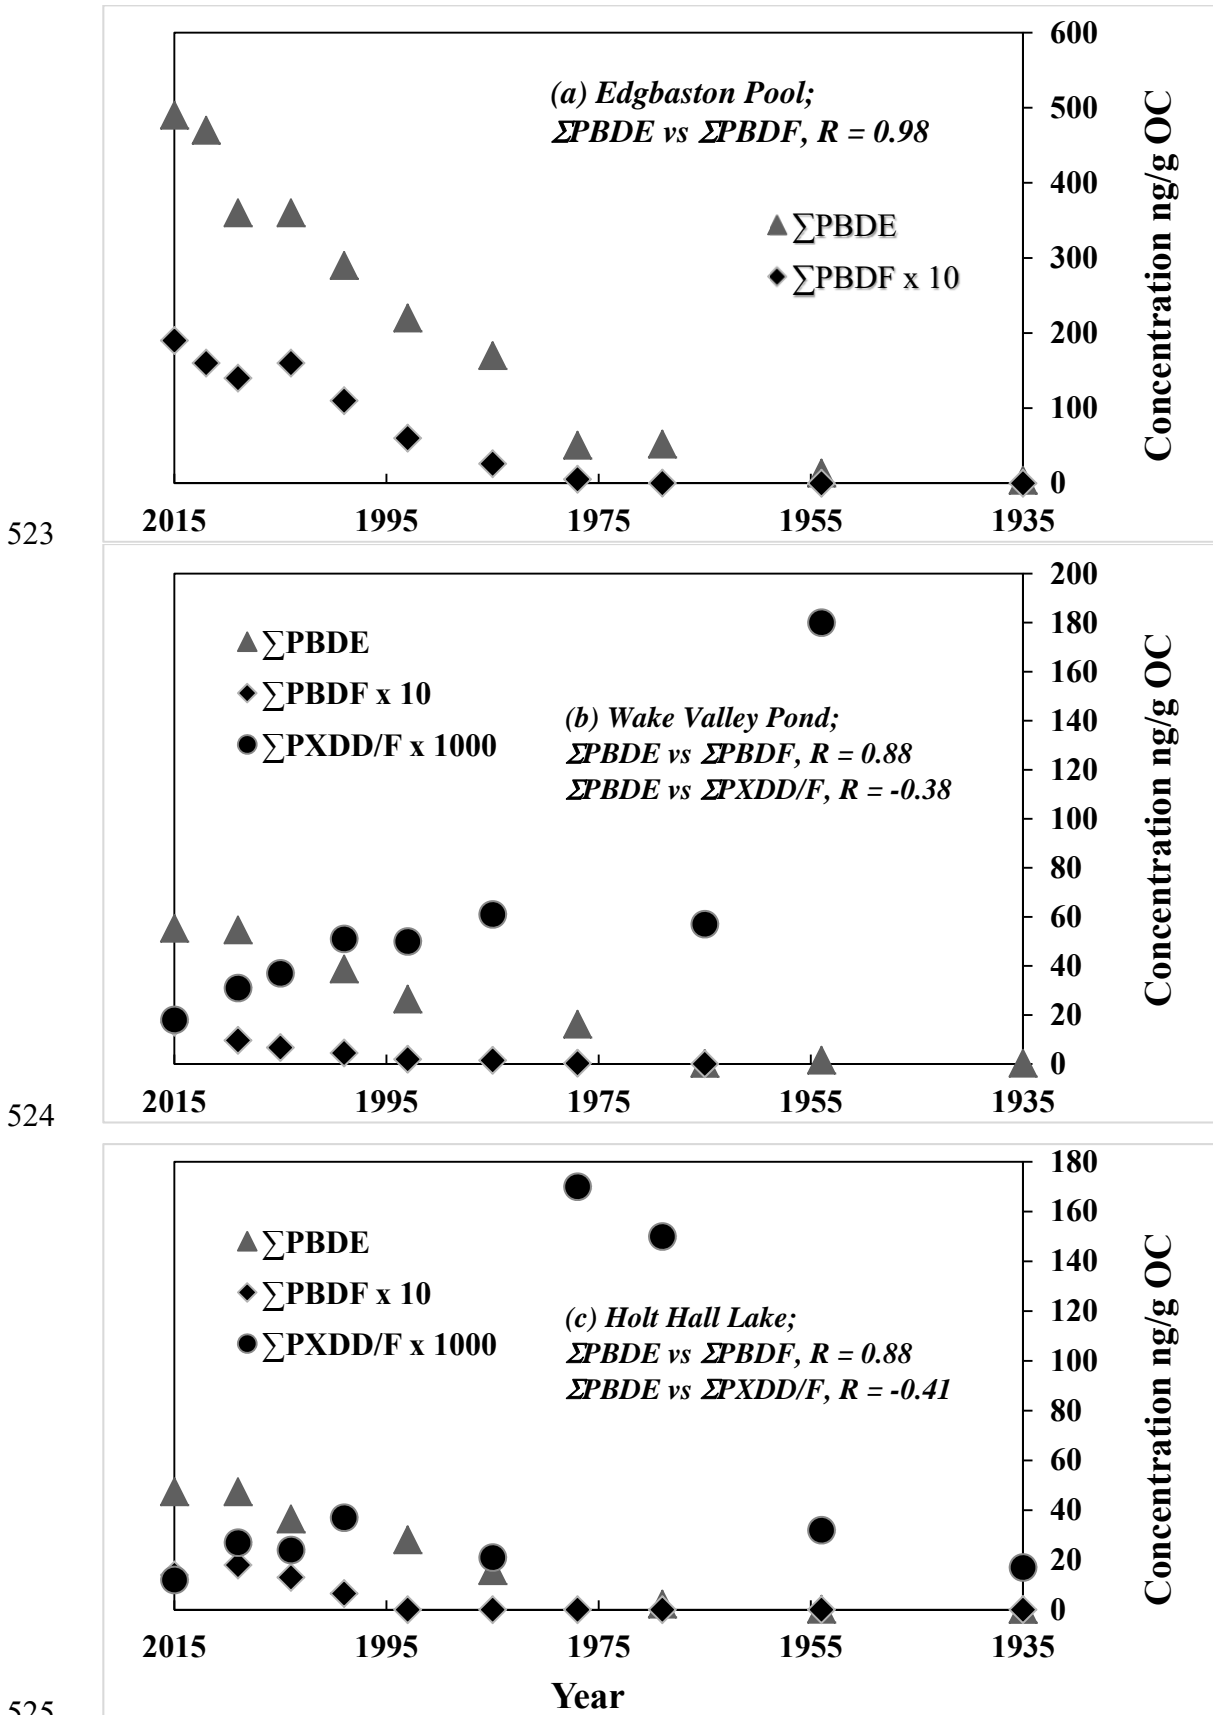 600
500
400
300
200
100
0
Concentration ng/g OC
(a) Edgbaston Pool;
ΣPBDE vs ΣPBDF, R = 0.98
∑PBDE
∑PBDF x 10
2015 1995 1975 1955 1935
523
200
180
160
140
120
100
80
60
40
20
0
Concentration ng/g OC
∑PBDE
∑PBDF x 10
∑PXDD/F x 1000
(b) Wake Valley Pond;
ΣPBDE vs ΣPBDF, R = 0.88
ΣPBDE vs ΣPXDD/F, R = -0.38
2015 1995 1975 1955 1935
524
180
160
140
120
100
80
60
40
20
0
Concentration ng/g OC
∑PBDE
∑PBDF x 10
∑PXDD/F x 1000
(c) Holt Hall Lake;
ΣPBDE vs ΣPBDF, R = 0.88
ΣPBDE vs ΣPXDD/F, R = -0.41
2015 1995 1975 1955 1935
Year
525